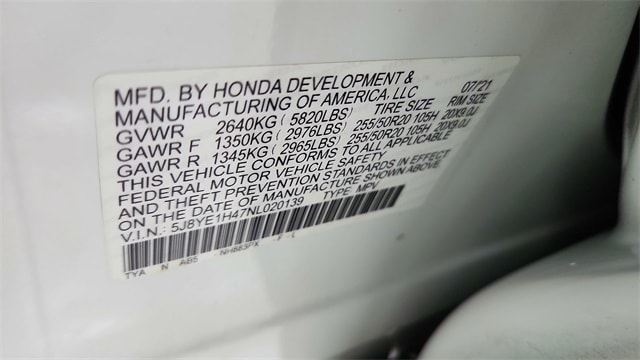 MFD. BY HONDA DEVELOPMENT & 07/21
MANUFACTURING OF AMERICA, LLC
GVWR 2640KG ( 5820LBS) TIRE SIZE RIM SIZE
GAWR F 1350KG ( 2976LBS) 255/50R20 105H 20X9.0J
GAWR R 1345KG ( 2965LBS) 255/50R20 105H 20X9.0J
THIS VEHICLE CONFORMS TO ALL APPLICABLE
FEDERAL MOTOR VEHICLE SAFETY
AND THEFT PREVENTION STANDARDS IN EFFECT
ON THE DATE OF MANUFACTURE SHOWN ABOVE.
V.I.N.: 5J8YE1H47NL020139 TYPE: MPV
TYA N AB5 NH883PX